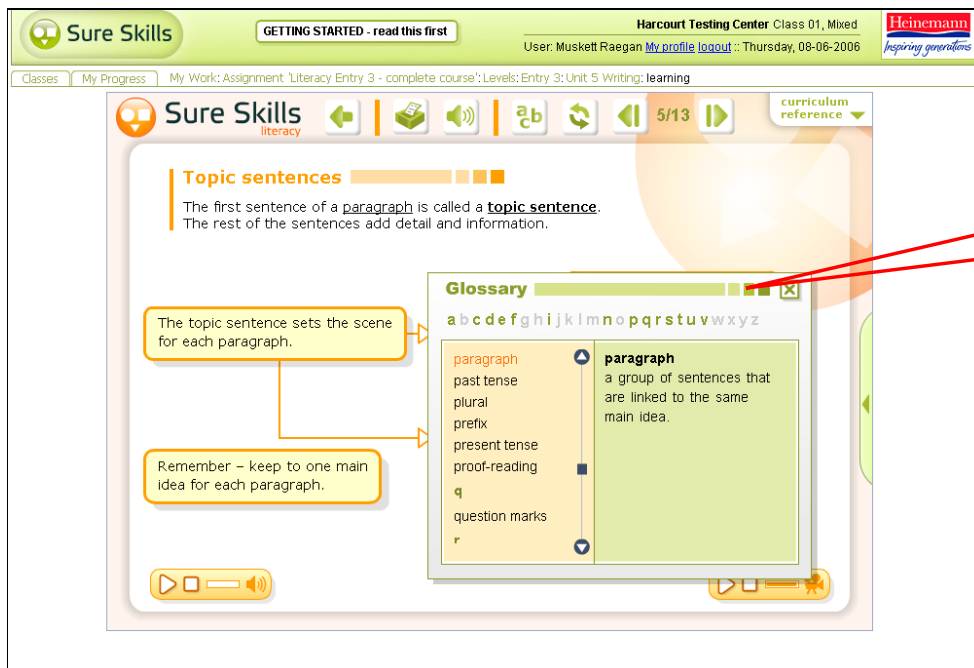 Sure Skills
GETTING STARTED - read this first
Harcourt Testing Center Class 01, Mixed
User: Muskett Raegan My profile logout :: Thursday, 08-06-2006
Heinemann
Inspiring generations
Classes
My Progress
My Work: Assignment 'Literacy Entry 3 - complete course': Levels: Entry 3: Unit 5 Writing: learning
Sure Skills
literacy
a b c
5/13
curriculum
reference
Topic sentences
The first sentence of a paragraph is called a topic sentence.
The rest of the sentences add detail and information.
The topic sentence sets the scene
for each paragraph.
Remember – keep to one main
idea for each paragraph.
Glossary
a b c d e f g h i j k l m n o p q r s t u v w x y z
paragraph
past tense
plural
prefix
present tense
proof-reading
q
question marks
r
paragraph
a group of sentences that
are linked to the same
main idea.